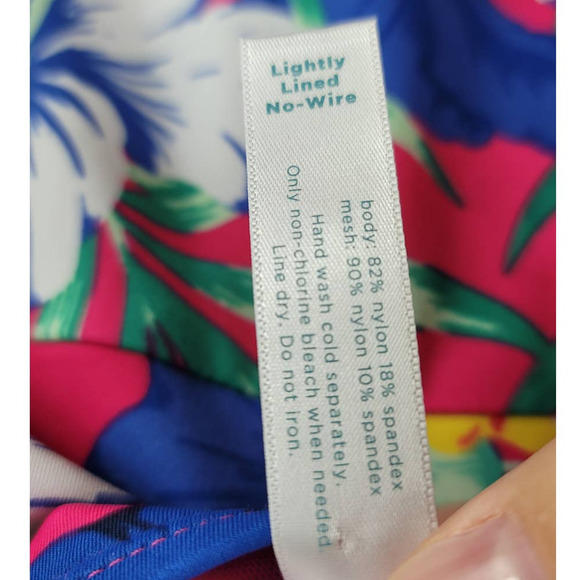 Lightly
Lined
No-Wire
body: 82% nylon 18% spandex
mesh: 90% nylon 10% spandex
Hand wash cold separately.
Only non-chlorine bleach when needed
Line dry. Do not iron.